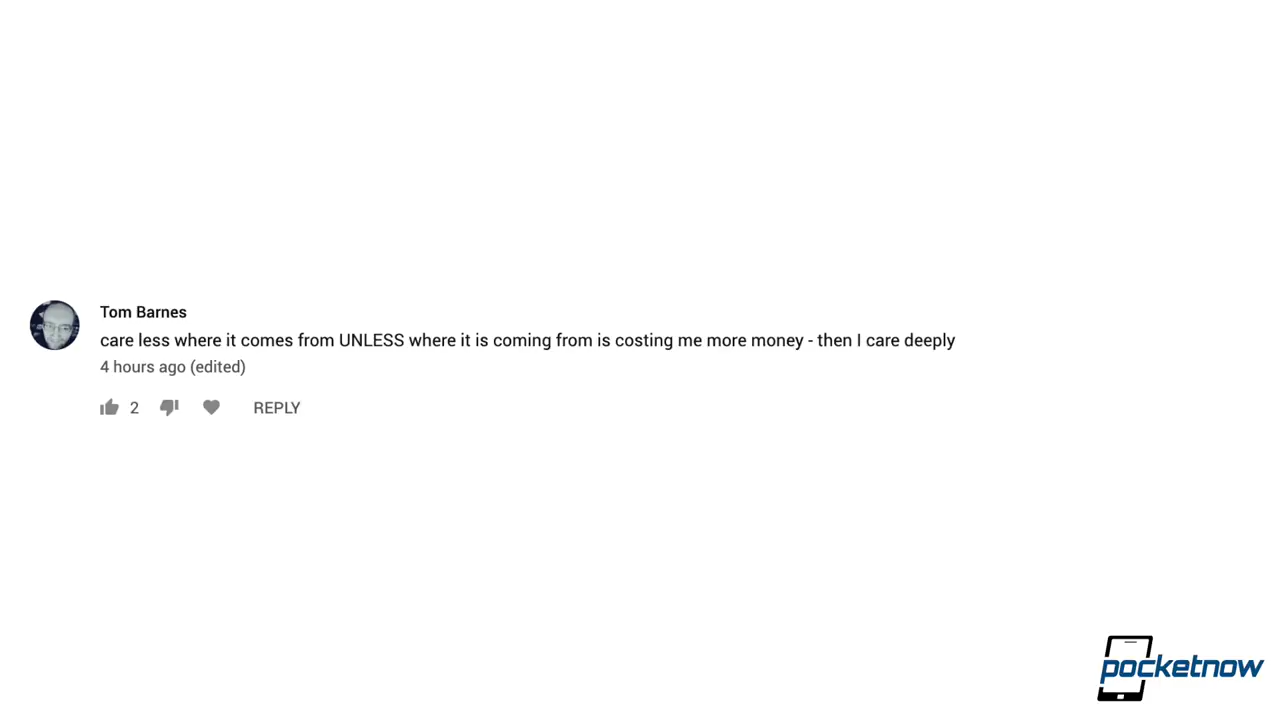 Tom Barnes
care less where it comes from UNLESS where it is coming from is costing me more money - then I care deeply
4 hours ago (edited)
2 REPLY
pocketnow